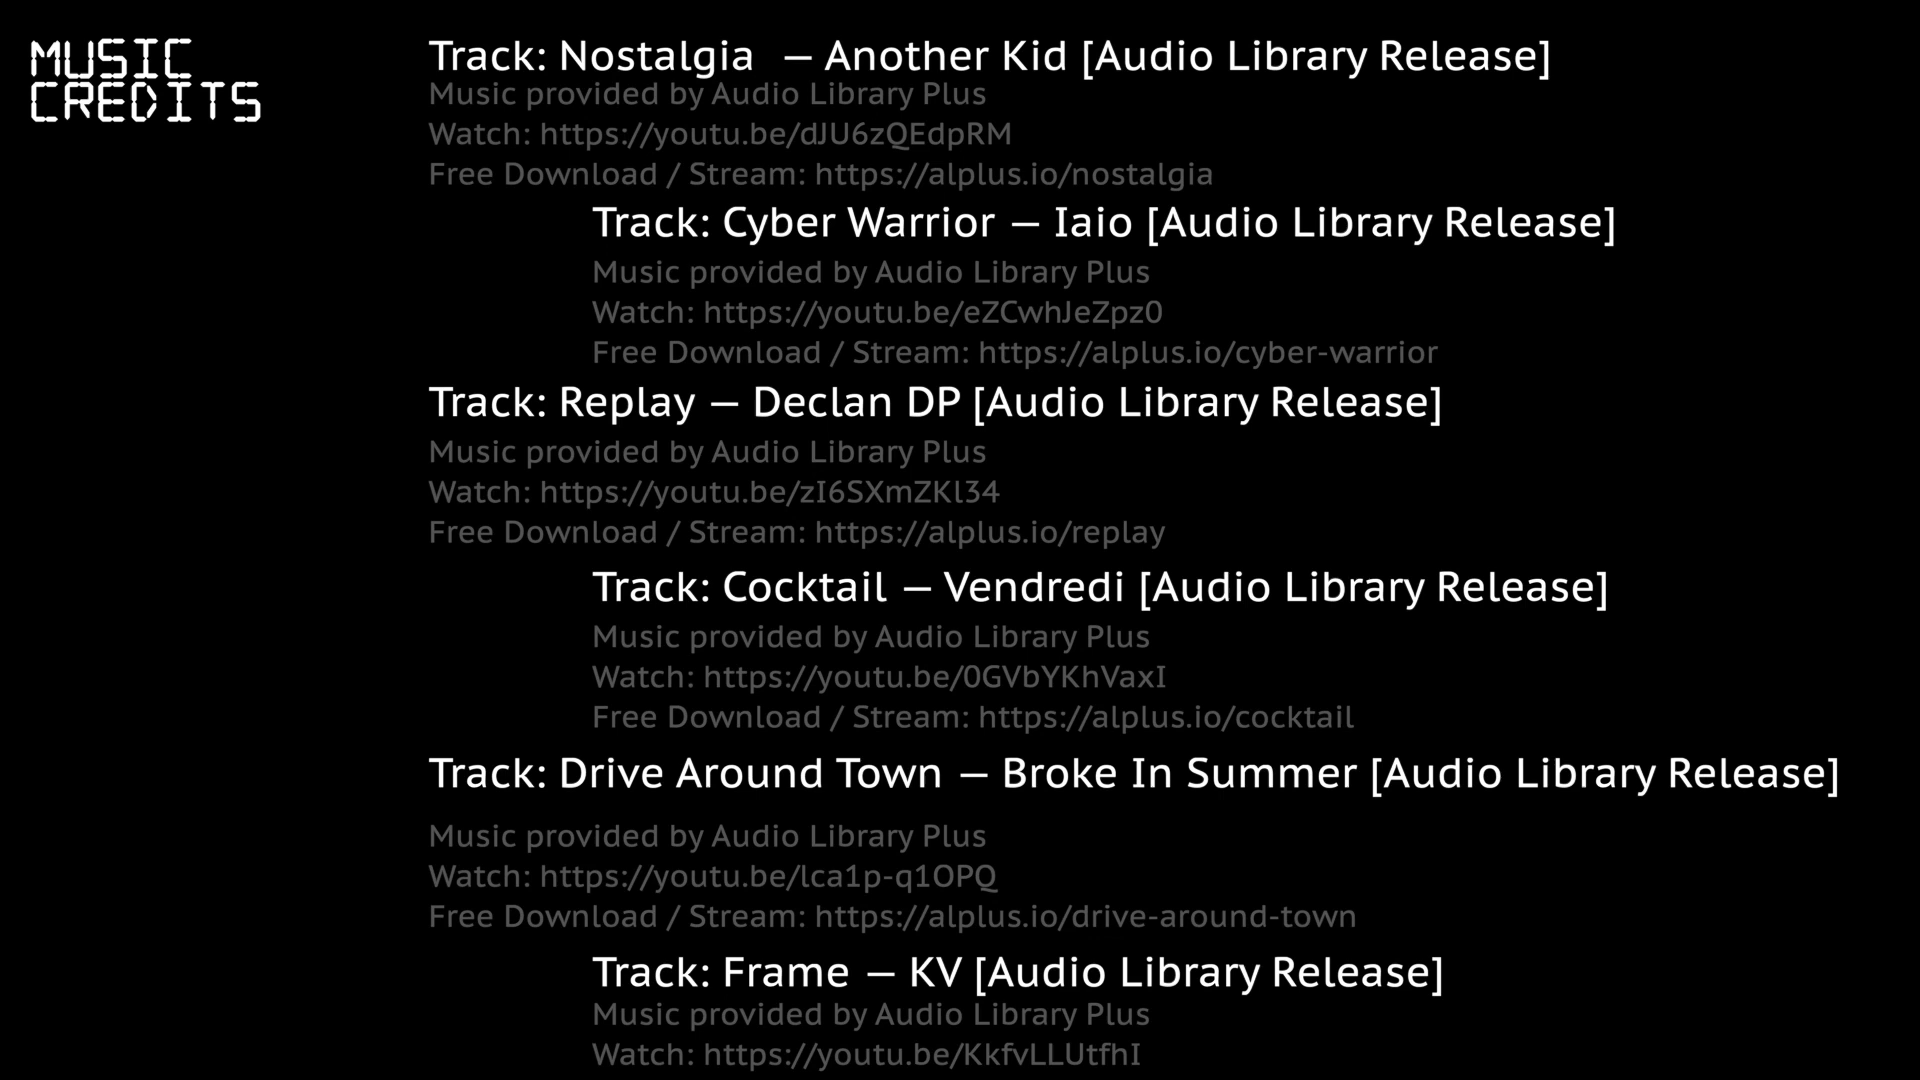 MUSIC
CREDITS
Track: Nostalgia — Another Kid [Audio Library Release]
Music provided by Audio Library Plus
Watch: https://youtu.be/dJU6zQEdpRM
Free Download / Stream: https://alplus.io/nostalgia
Track: Cyber Warrior — Iaio [Audio Library Release]
Music provided by Audio Library Plus
Watch: https://youtu.be/eZCwhJeZpz0
Free Download / Stream: https://alplus.io/cyber-warrior
Track: Replay — Declan DP [Audio Library Release]
Music provided by Audio Library Plus
Watch: https://youtu.be/zI6SXmZKl34
Free Download / Stream: https://alplus.io/replay
Track: Cocktail — Vendredi [Audio Library Release]
Music provided by Audio Library Plus
Watch: https://youtu.be/0GVbYKhVaxI
Free Download / Stream: https://alplus.io/cocktail
Track: Drive Around Town — Broke In Summer [Audio Library Release]
Music provided by Audio Library Plus
Watch: https://youtu.be/lca1p-q1OPQ
Free Download / Stream: https://alplus.io/drive-around-town
Track: Frame — KV [Audio Library Release]
Music provided by Audio Library Plus
Watch: https://youtu.be/KkfvLLUtfhI